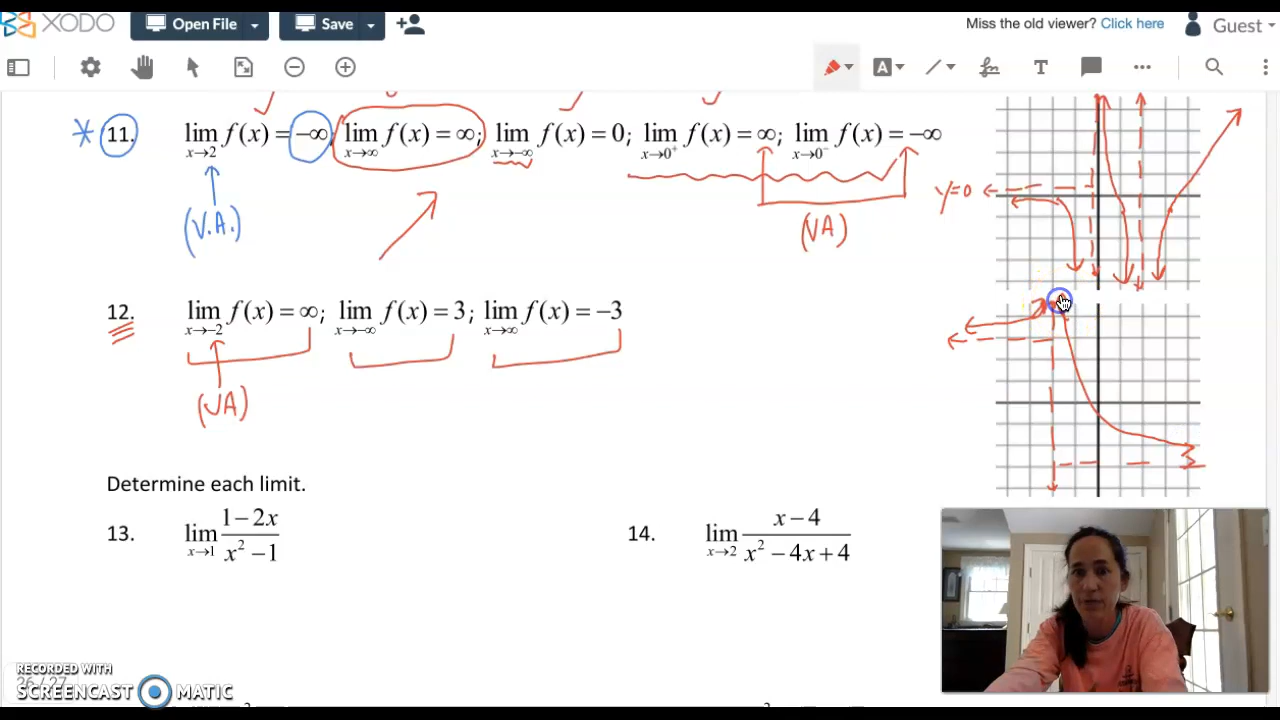 XODO Open File Save Miss the old viewer? Click here Guest
A T
* 11. lim x→2 f(x) = −∞; lim x→∞ f(x) = ∞; lim x→−∞ f(x) = 0; lim x→0⁺ f(x) = ∞; lim x→0⁻ f(x) = −∞
y=0
(V.A.) (VA)
12. lim x→−2 f(x) = ∞; lim x→−∞ f(x) = 3; lim x→∞ f(x) = −3
(VA)
Determine each limit.
13. lim x→1 (1−2x)/(x²−1) 14. lim x→2 (x−4)/(x²−4x+4)
RECORDED WITH
26 / 27
SCREENCAST MATIC